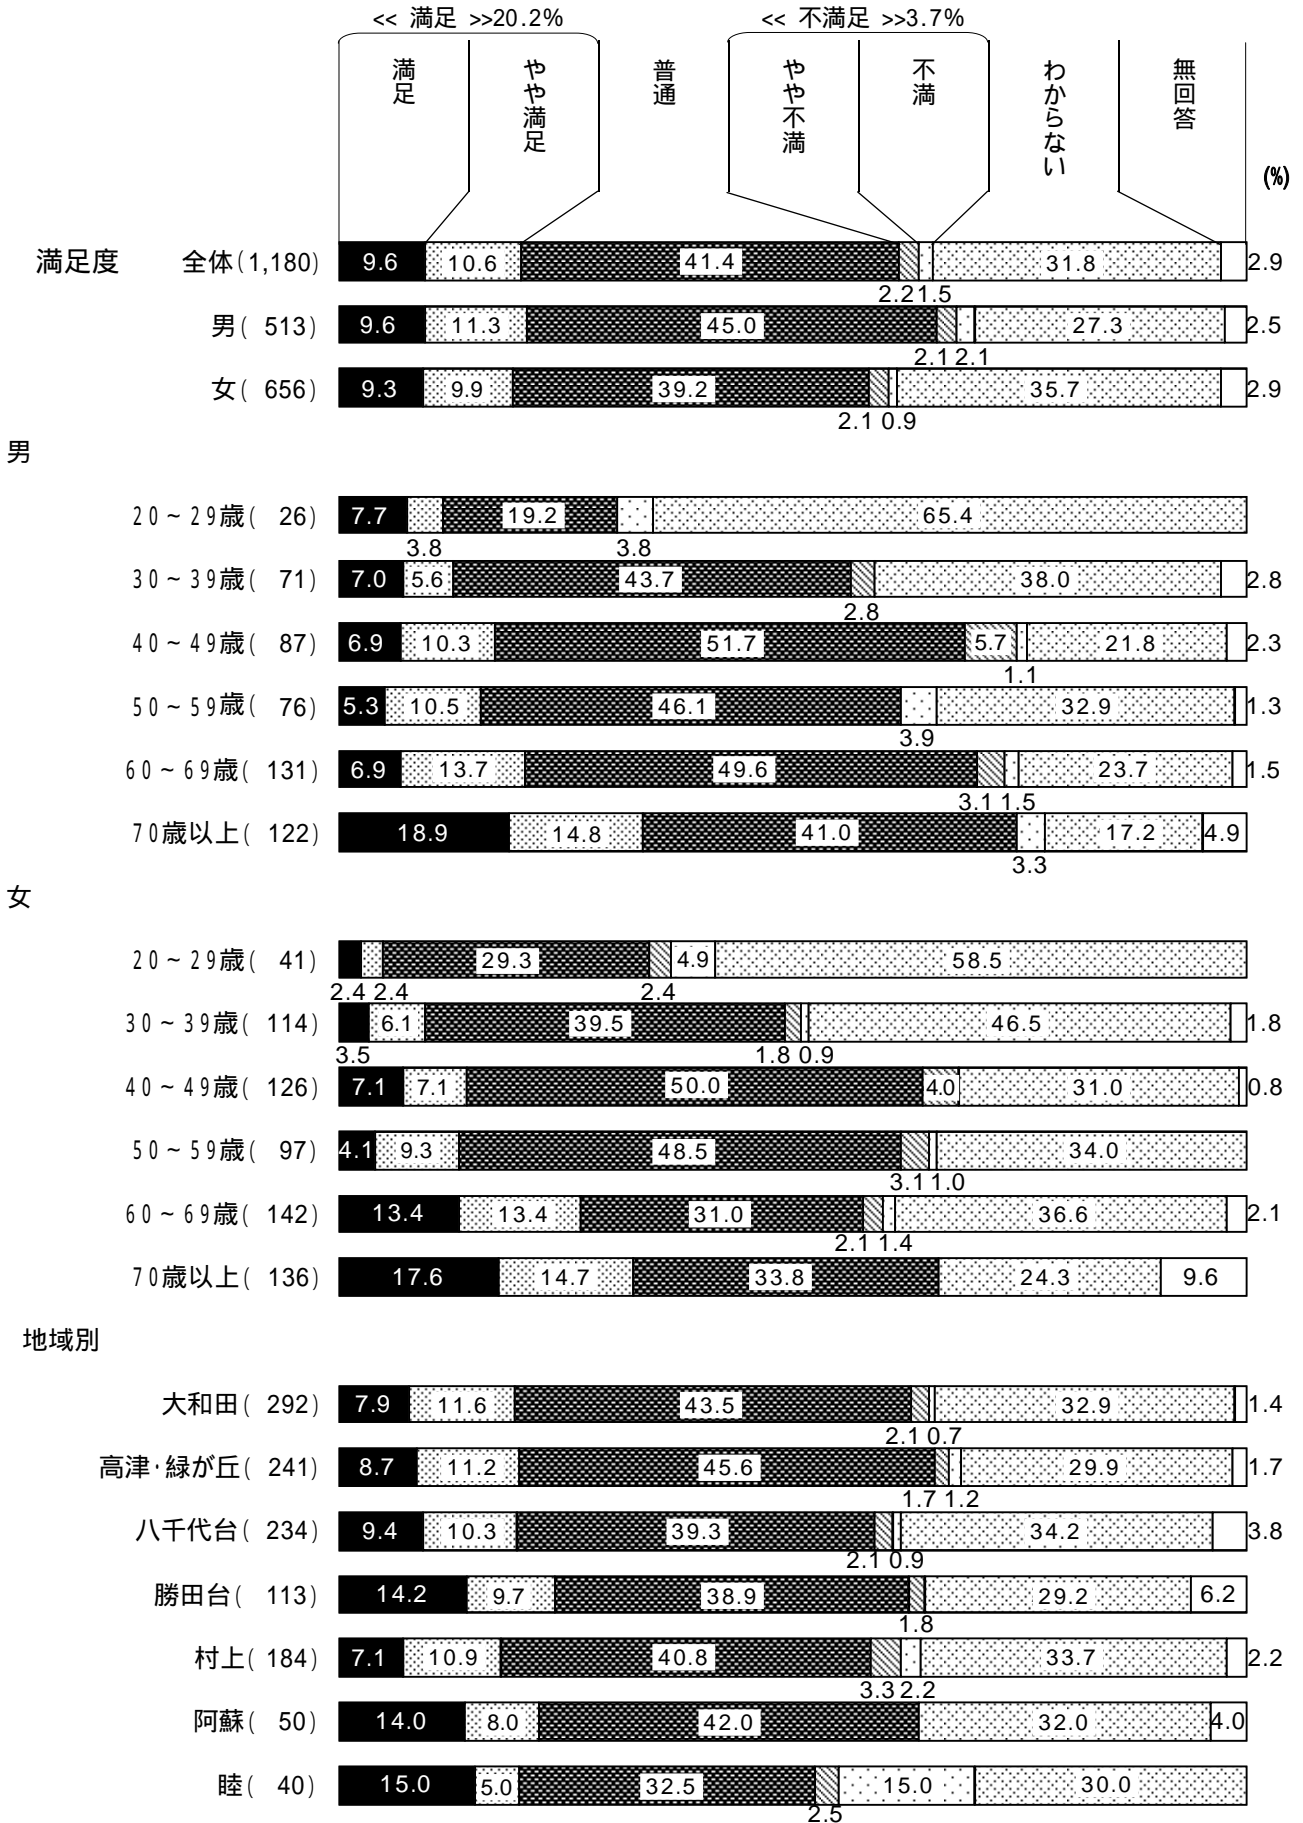 << 満足 >>20.2% << 不満足 >>3.7%
満足 やや満足 普通 やや不満 不満 わからない 無回答
(%)
満足度 全体(1,180) 9.6 10.6 41.4 31.8 2.9
2.2 1.5
男( 513) 9.6 11.3 45.0 27.3 2.5
2.1 2.1
女( 656) 9.3 9.9 39.2 35.7 2.9
2.1 0.9
男
20~29歳( 26) 7.7 19.2 65.4
3.8 3.8
30~39歳( 71) 7.0 5.6 43.7 38.0 2.8
2.8
40~49歳( 87) 6.9 10.3 51.7 5.7 21.8 2.3
1.1
50~59歳( 76) 5.3 10.5 46.1 32.9 1.3
3.9
60~69歳( 131) 6.9 13.7 49.6 23.7 1.5
3.1 1.5
70歳以上( 122) 18.9 14.8 41.0 17.2 4.9
3.3
女
20~29歳( 41) 29.3 4.9 58.5
2.4 2.4 2.4
30~39歳( 114) 6.1 39.5 46.5 1.8
3.5 1.8 0.9
40~49歳( 126) 7.1 7.1 50.0 4.0 31.0 0.8
50~59歳( 97) 4.1 9.3 48.5 34.0
3.1 1.0
60~69歳( 142) 13.4 13.4 31.0 36.6 2.1
2.1 1.4
70歳以上( 136) 17.6 14.7 33.8 24.3 9.6
地域別
大和田( 292) 7.9 11.6 43.5 32.9 1.4
2.1 0.7
高津・緑が丘( 241) 8.7 11.2 45.6 29.9 1.7
1.7 1.2
八千代台( 234) 9.4 10.3 39.3 34.2 3.8
2.1 0.9
勝田台( 113) 14.2 9.7 38.9 29.2 6.2
1.8
村上( 184) 7.1 10.9 40.8 33.7 2.2
3.3 2.2
阿蘇( 50) 14.0 8.0 42.0 32.0 4.0
睦( 40) 15.0 5.0 32.5 15.0 30.0
2.5